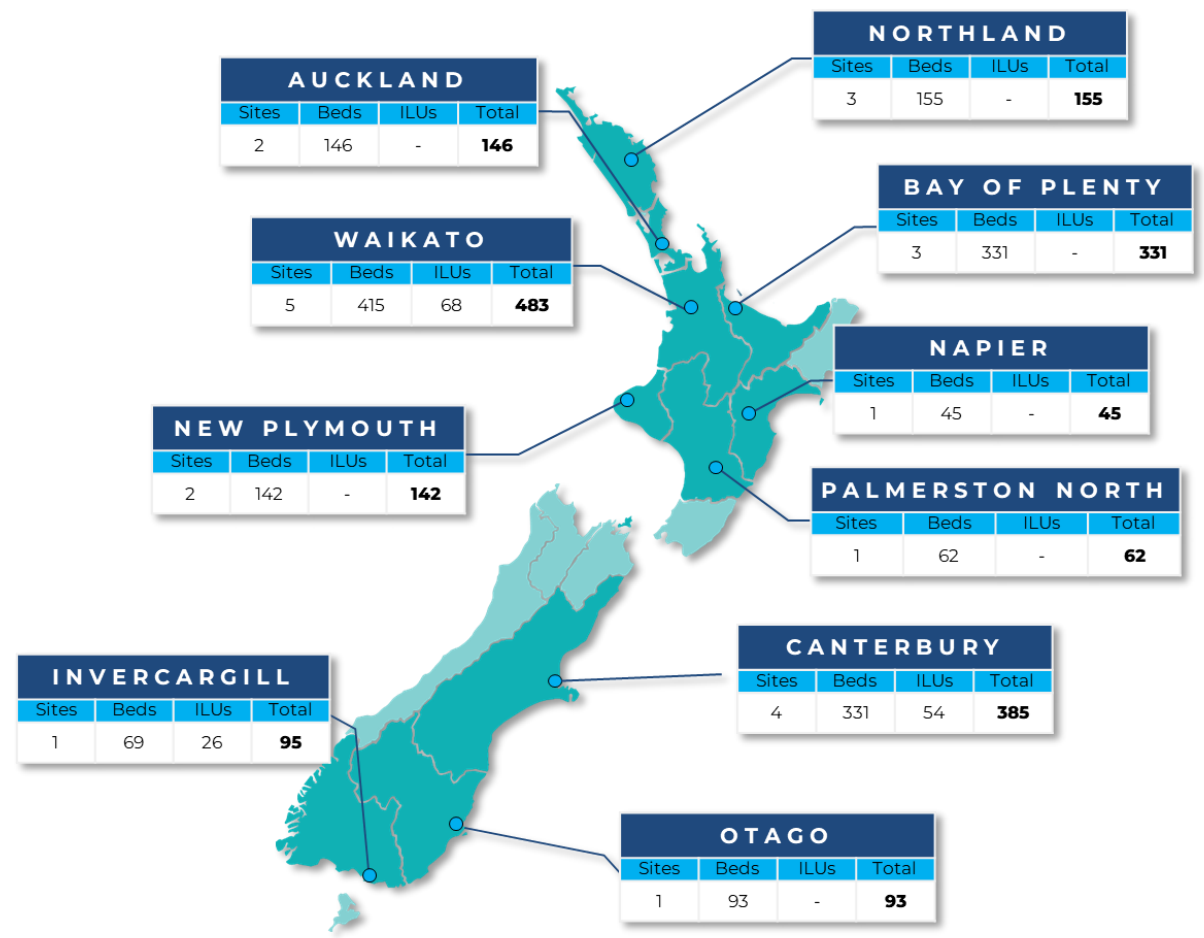 NORTHLAND
Sites Beds ILUs Total
3 155 - 155
AUCKLAND
Sites Beds ILUs Total
2 146 - 146
BAY OF PLENTY
Sites Beds ILUs Total
3 331 - 331
WAIKATO
Sites Beds ILUs Total
5 415 68 483
NAPIER
Sites Beds ILUs Total
1 45 - 45
NEW PLYMOUTH
Sites Beds ILUs Total
2 142 - 142
PALMERSTON NORTH
Sites Beds ILUs Total
1 62 - 62
CANTERBURY
Sites Beds ILUs Total
4 331 54 385
INVERCARGILL
Sites Beds ILUs Total
1 69 26 95
OTAGO
Sites Beds ILUs Total
1 93 - 93